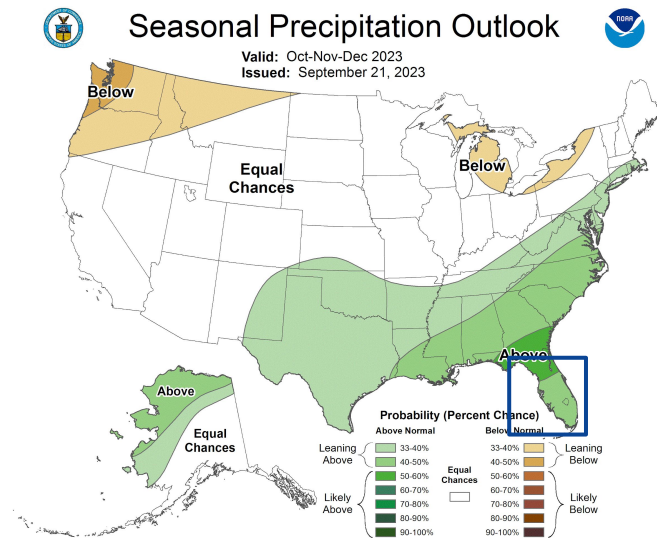 Seasonal Precipitation Outlook
NOAA
Valid: Oct-Nov-Dec 2023
Issued: September 21, 2023
Below
Equal
Chances
Below
Above
Above
Equal
Chances
Probability (Percent Chance)
Above Normal
Below Normal
Leaning
Above
33-40%
40-50%
50-60%
60-70%
70-80%
80-90%
90-100%
Likely
Above
Equal
Chances
33-40%
40-50%
50-60%
60-70%
70-80%
80-90%
90-100%
Leaning
Below
Likely
Below